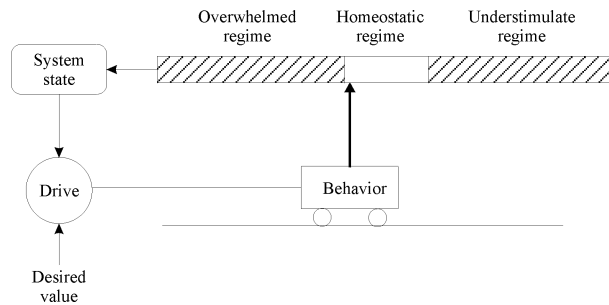 Overwhelmed
regime
Homeostatic
regime
Understimulate
regime
System
state
Drive
Behavior
Desired
value